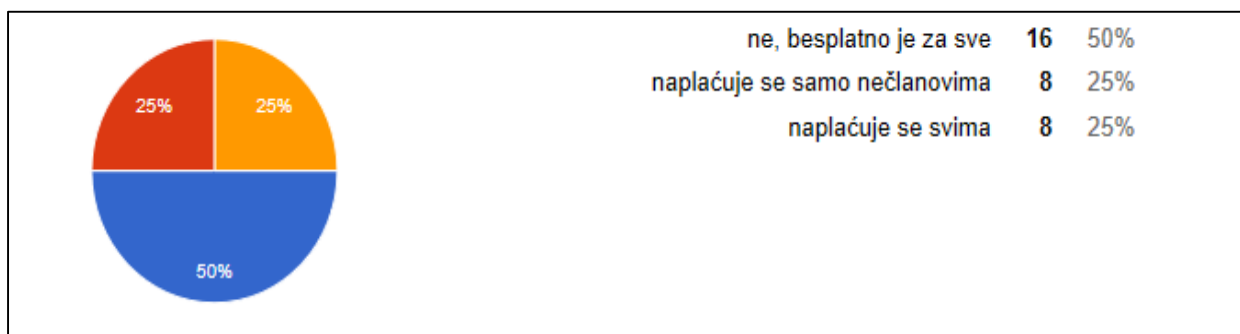 ne, besplatno je za sve 16 50%
naplaćuje se samo nečlanovima 8 25%
naplaćuje se svima 8 25%
25% 25%
50%